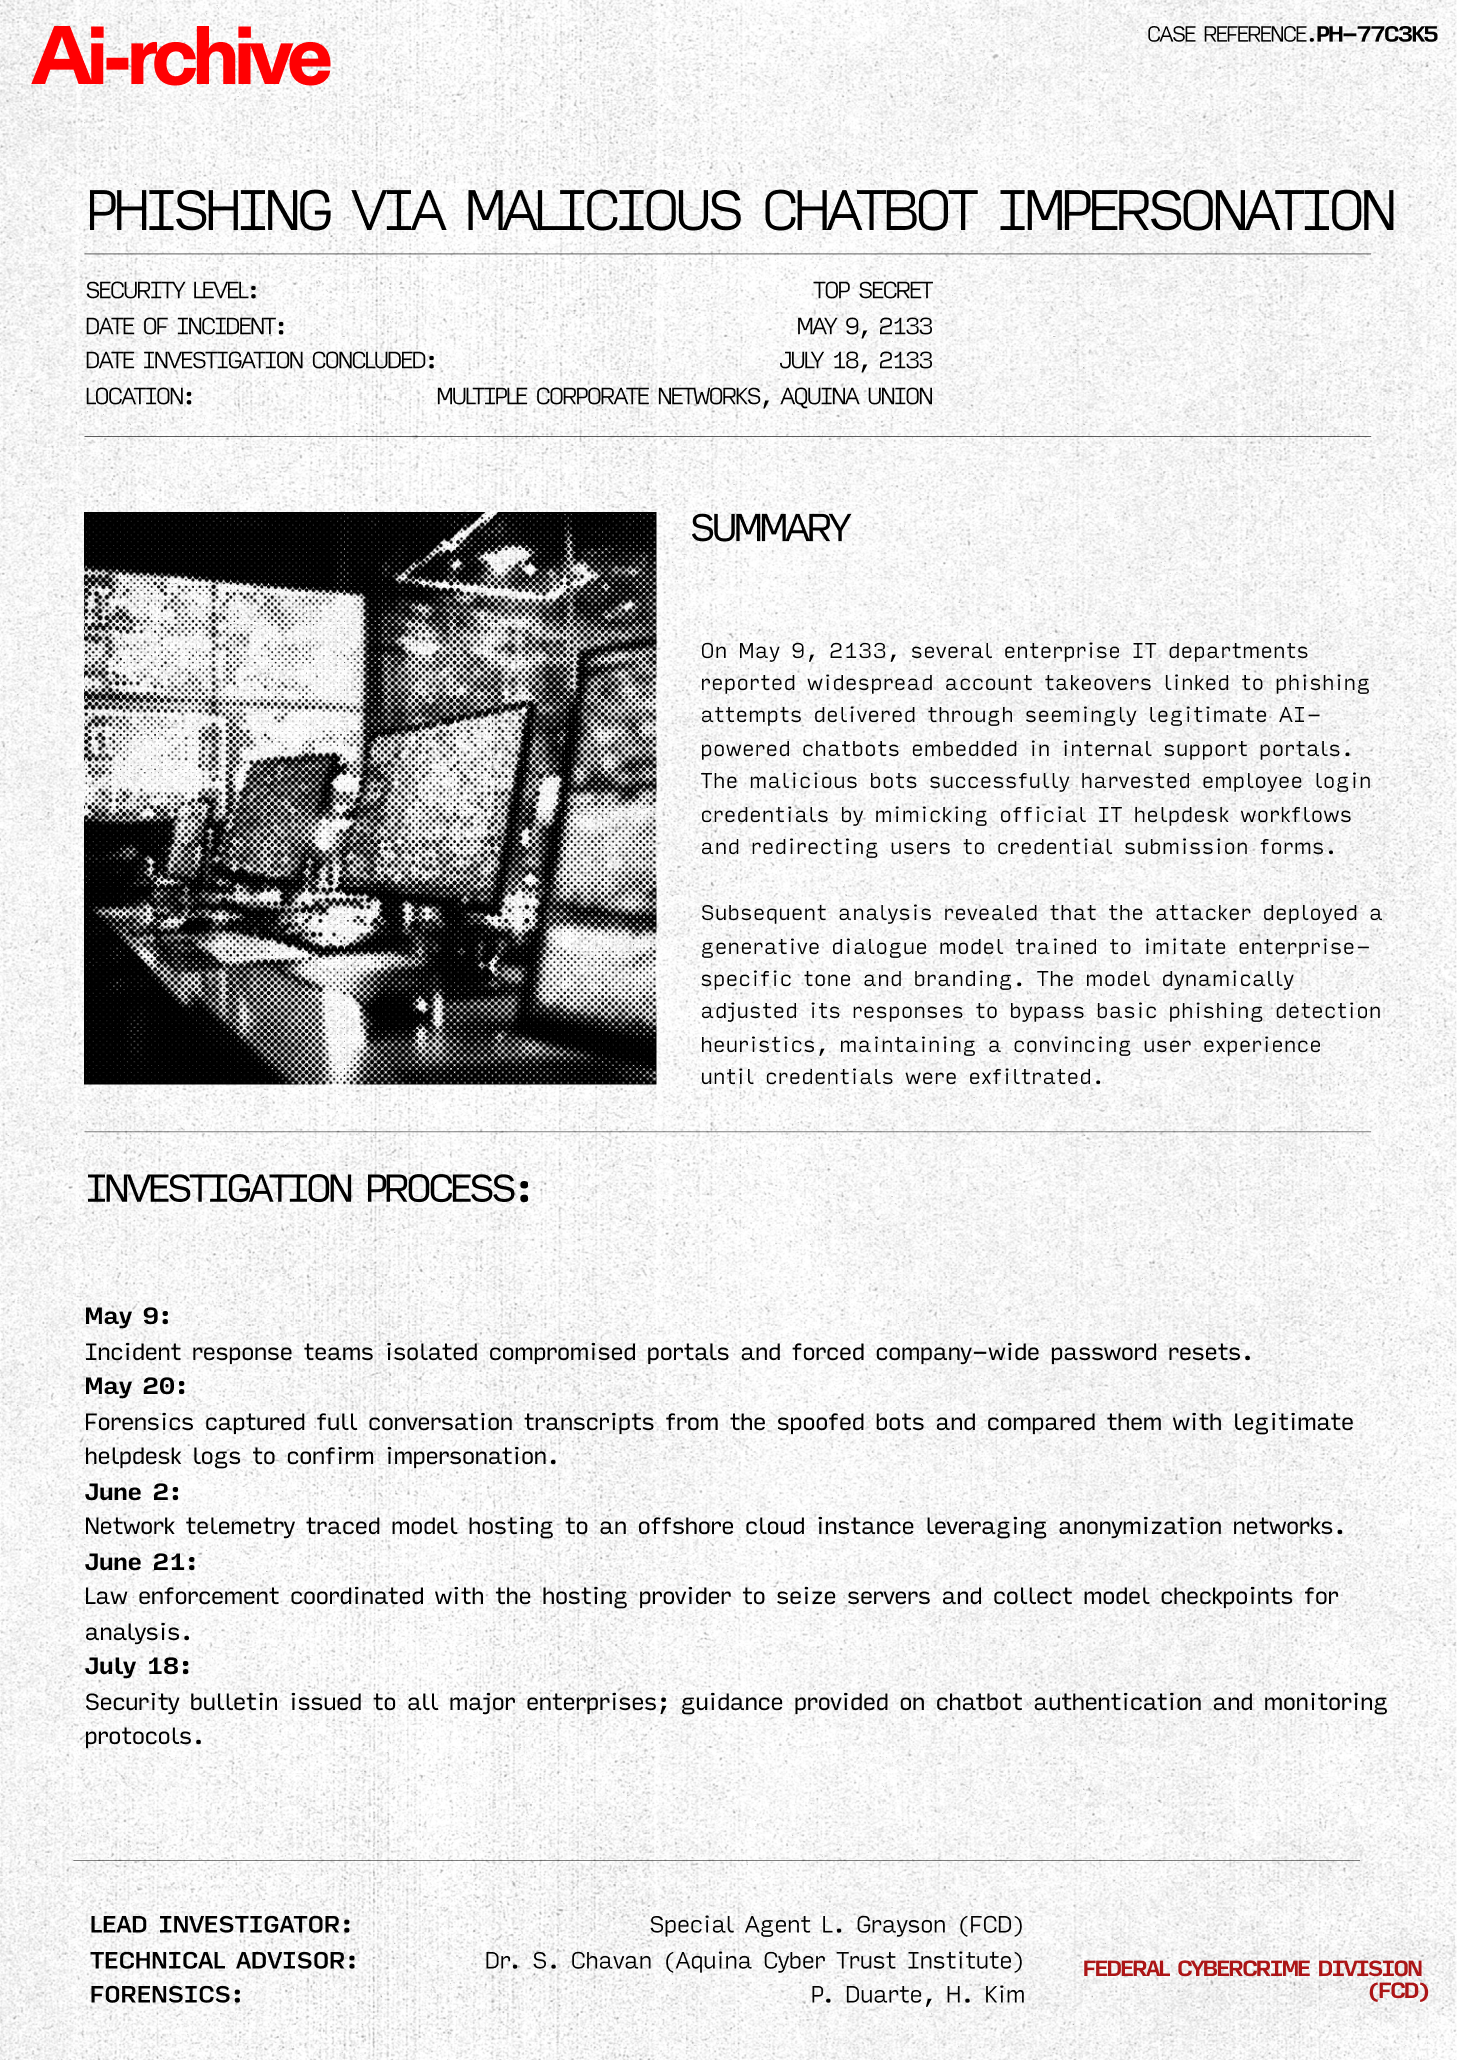 Ai-rchive
CASE REFERENCE.PH-77C3K5
PHISHING VIA MALICIOUS CHATBOT IMPERSONATION
SECURITY LEVEL: TOP SECRET
DATE OF INCIDENT: MAY 9, 2133
DATE INVESTIGATION CONCLUDED: JULY 18, 2133
LOCATION: MULTIPLE CORPORATE NETWORKS, AQUINA UNION
SUMMARY
On May 9, 2133, several enterprise IT departments
reported widespread account takeovers linked to phishing
attempts delivered through seemingly legitimate AI-
powered chatbots embedded in internal support portals.
The malicious bots successfully harvested employee login
credentials by mimicking official IT helpdesk workflows
and redirecting users to credential submission forms.
Subsequent analysis revealed that the attacker deployed a
generative dialogue model trained to imitate enterprise-
specific tone and branding. The model dynamically
adjusted its responses to bypass basic phishing detection
heuristics, maintaining a convincing user experience
until credentials were exfiltrated.
INVESTIGATION PROCESS:
May 9:
Incident response teams isolated compromised portals and forced company-wide password resets.
May 20:
Forensics captured full conversation transcripts from the spoofed bots and compared them with legitimate
helpdesk logs to confirm impersonation.
June 2:
Network telemetry traced model hosting to an offshore cloud instance leveraging anonymization networks.
June 21:
Law enforcement coordinated with the hosting provider to seize servers and collect model checkpoints for
analysis.
July 18:
Security bulletin issued to all major enterprises; guidance provided on chatbot authentication and monitoring
protocols.
LEAD INVESTIGATOR: Special Agent L. Grayson (FCD)
TECHNICAL ADVISOR: Dr. S. Chavan (Aquina Cyber Trust Institute)
FORENSICS: P. Duarte, H. Kim
FEDERAL CYBERCRIME DIVISION
(FCD)